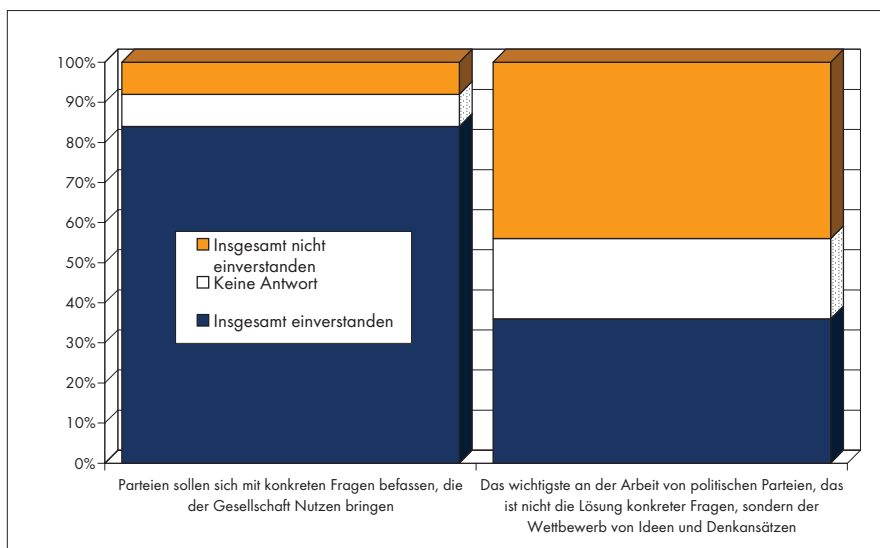 100%
90%
80%
70%
60%
50%
40%
30%
20%
10%
0%
Insgesamt nicht
einverstanden
Keine Antwort
Insgesamt einverstanden
Parteien sollen sich mit konkreten Fragen befassen, die
der Gesellschaft Nutzen bringen
Das wichtigste an der Arbeit von politischen Parteien, das
ist nicht die Lösung konkreter Fragen, sondern der
Wettbewerb von Ideen und Denkansätzen